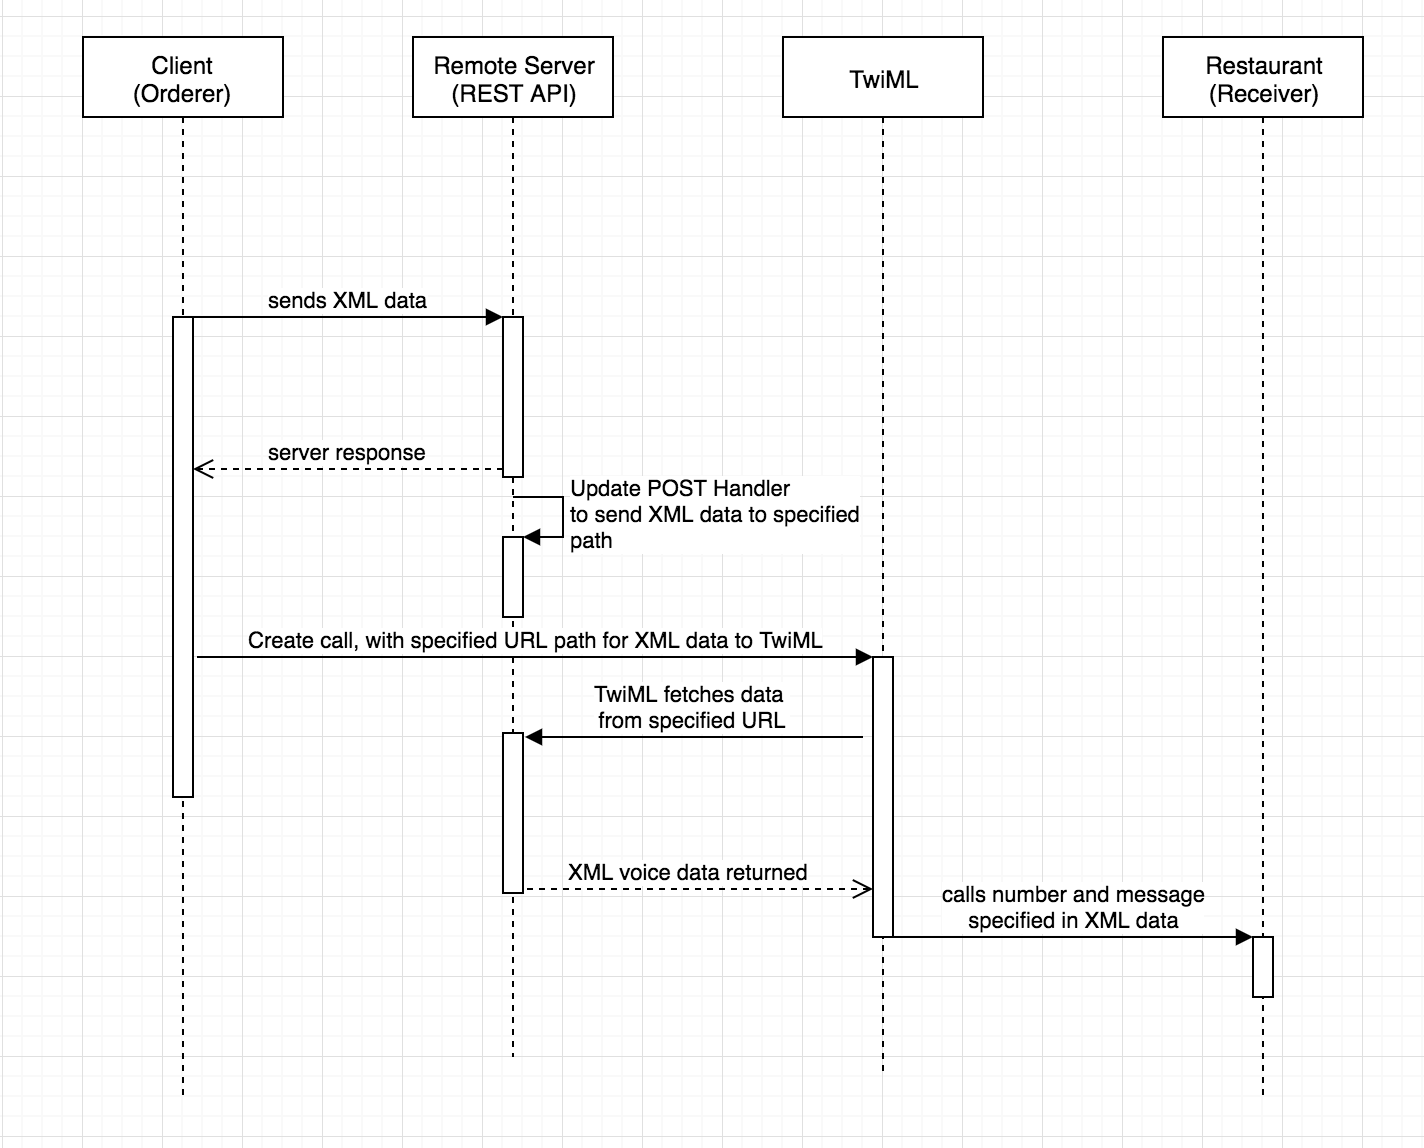 Client
(Orderer)
Remote Server
(REST API)
TwiML
Restaurant
(Receiver)
sends XML data
server response
Update POST Handler
to send XML data to specified
path
Create call, with specified URL path for XML data to TwiML
TwiML fetches data
from specified URL
XML voice data returned
calls number and message
specified in XML data